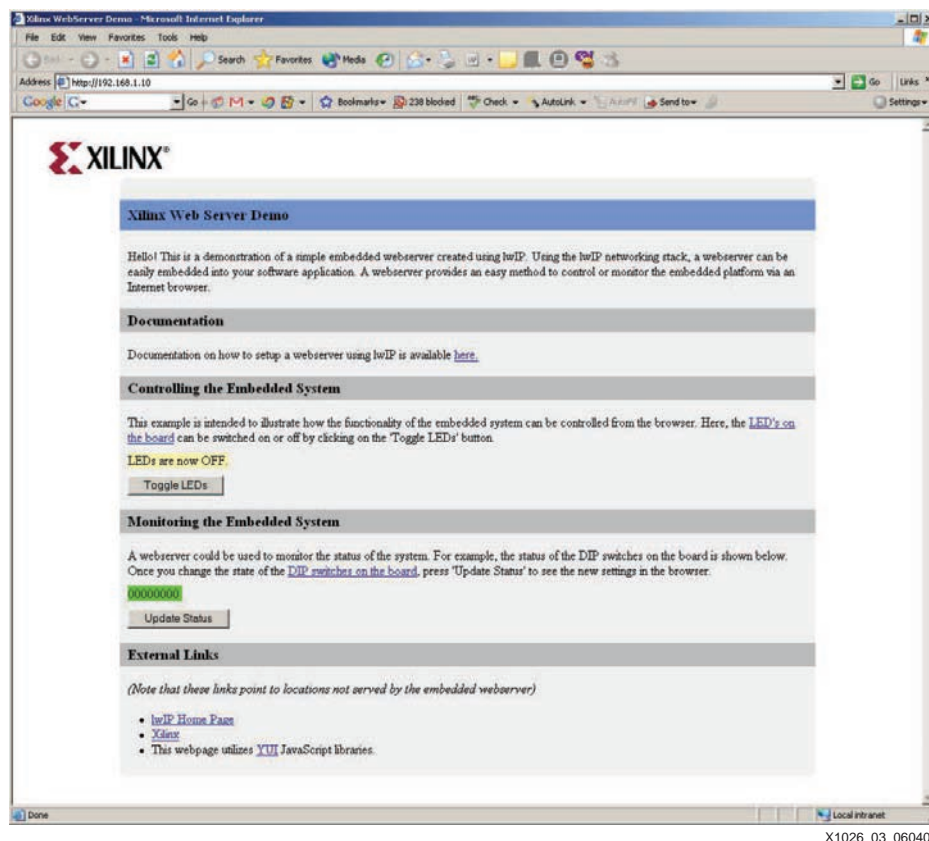 Xilinx WebServer Demo - Microsoft Internet Explorer
File Edit View Favorites Tools Help
Search Favorites Media
Address http://192.168.1.10 Go Links
Google Go Bookmarks 238 blocked Check AutoLink AutoFill Send to Settings
XILINX®
Xilinx Web Server Demo
Hello! This is a demonstration of a simple embedded webserver created using lwIP. Using the lwIP networking stack, a webserver can be
easily embedded into your software application. A webserver provides an easy method to control or monitor the embedded platform via an
Internet browser.
Documentation
Documentation on how to setup a webserver using lwIP is available here.
Controlling the Embedded System
This example is intended to illustrate how the functionality of the embedded system can be controlled from the browser. Here, the LED's on
the board can be switched on or off by clicking on the 'Toggle LEDs' button.
LEDs are now OFF.
Toggle LEDs
Monitoring the Embedded System
A webserver could be used to monitor the status of the system. For example, the status of the DIP switches on the board is shown below.
Once you change the state of the DIP switches on the board, press 'Update Status' to see the new settings in the browser.
00000000
Update Status
External Links
(Note that these links point to locations not served by the embedded webserver)
• lwIP Home Page
• Xilinx
• This webpage utilizes YUI JavaScript libraries.
Done Local intranet
X1026_03_06040